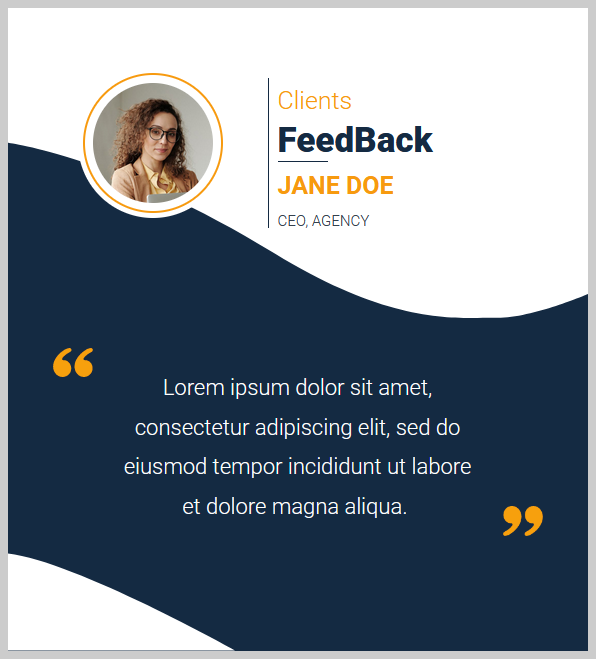 Clients
FeedBack
JANE DOE
CEO, AGENCY
“
Lorem ipsum dolor sit amet,
consectetur adipiscing elit, sed do
eiusmod tempor incididunt ut labore
et dolore magna aliqua.
”